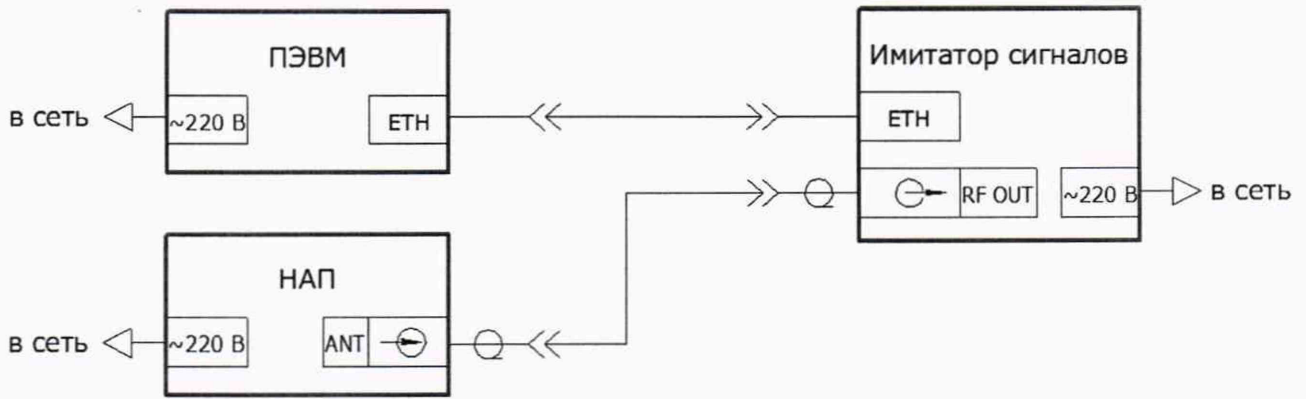 ПЭВМ
в сеть
~220 В
ETH
Имитатор сигналов
ETH
RF OUT
~220 В
в сеть
НАП
в сеть
~220 В
ANT